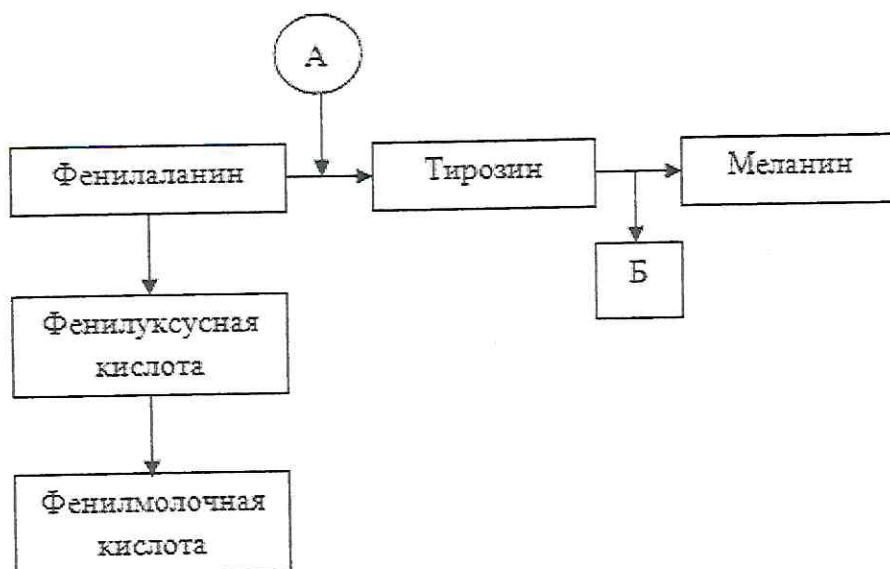 А
Фенилаланин
Тирозин
Меланин
Б
Фенилуксусная
кислота
Фенилмолочная
кислота